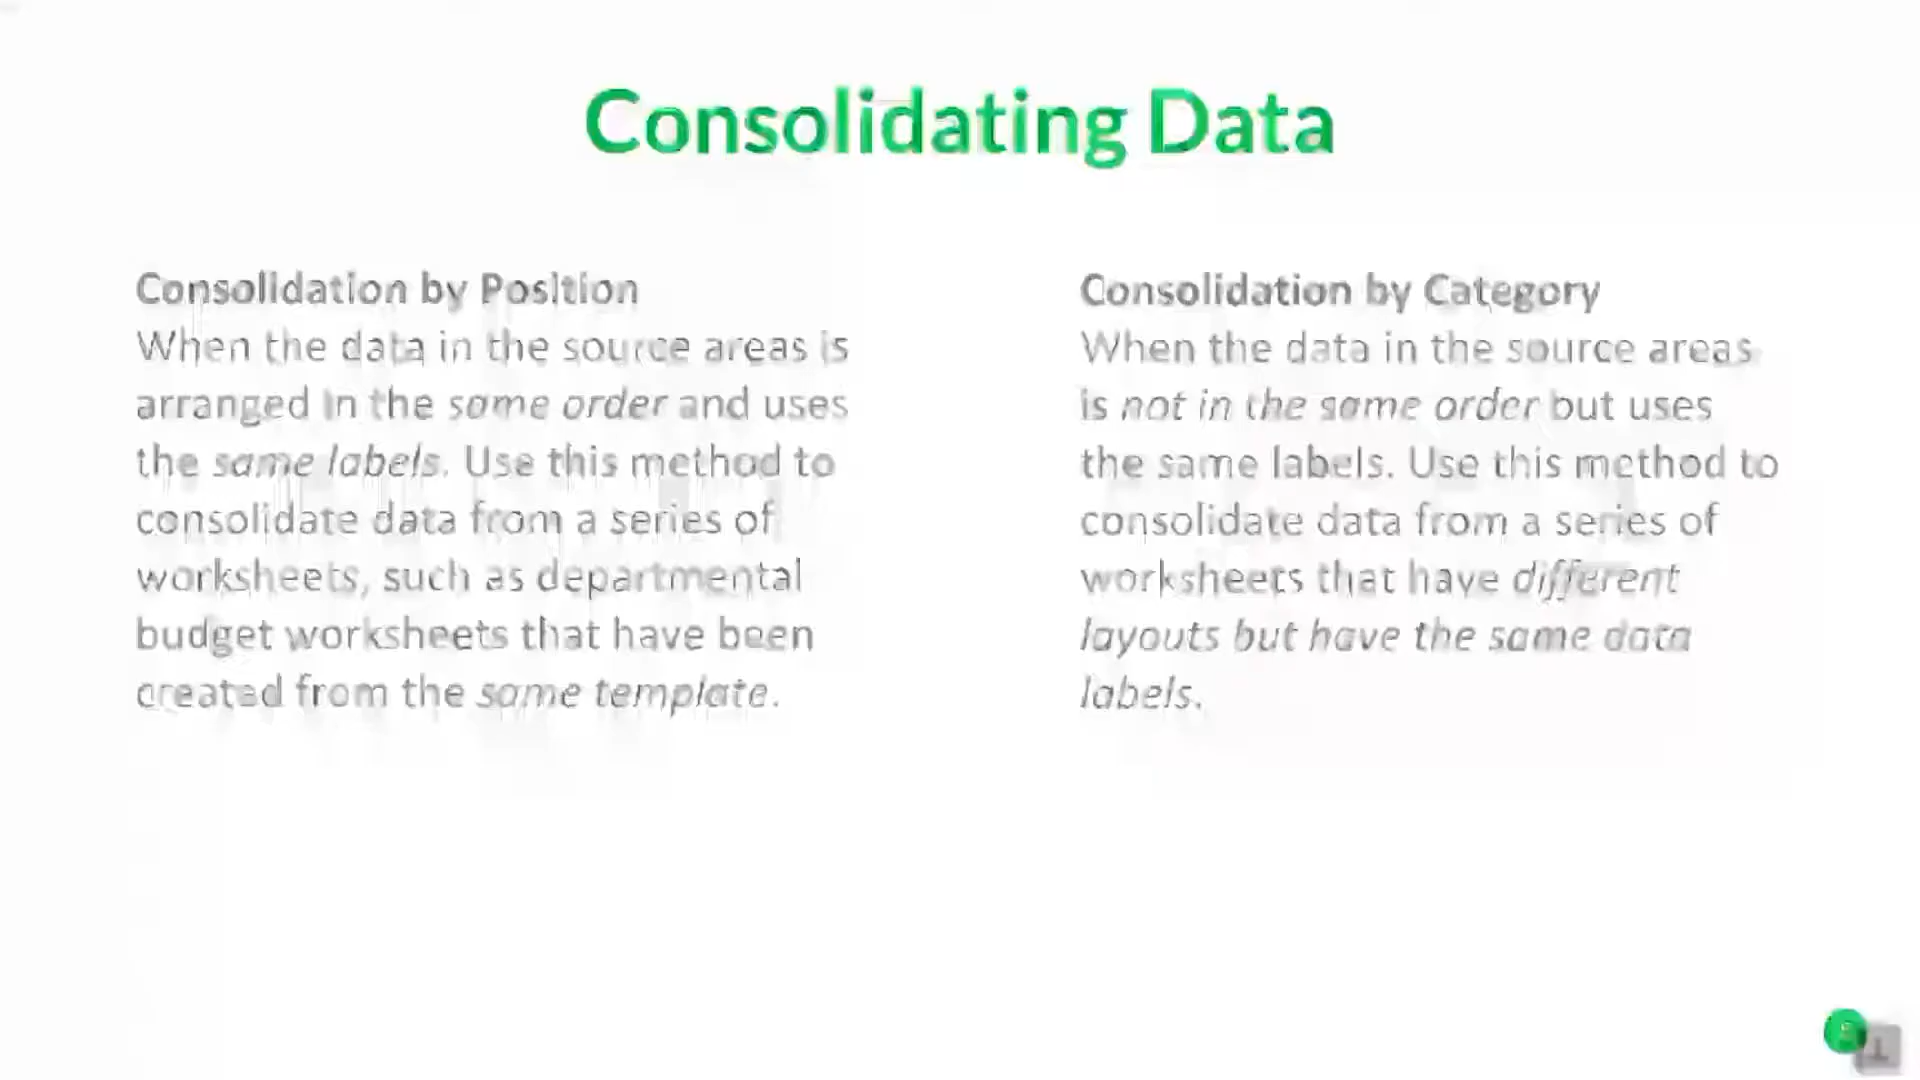 Consolidating Data
Consolidation by Position
When the data in the source areas is
arranged in the same order and uses
the same labels. Use this method to
consolidate data from a series of
worksheets, such as departmental
budget worksheets that have been
created from the same template.
Consolidation by Category
When the data in the source areas
is not in the same order but uses
the same labels. Use this method to
consolidate data from a series of
worksheets that have different
layouts but have the same data
labels.